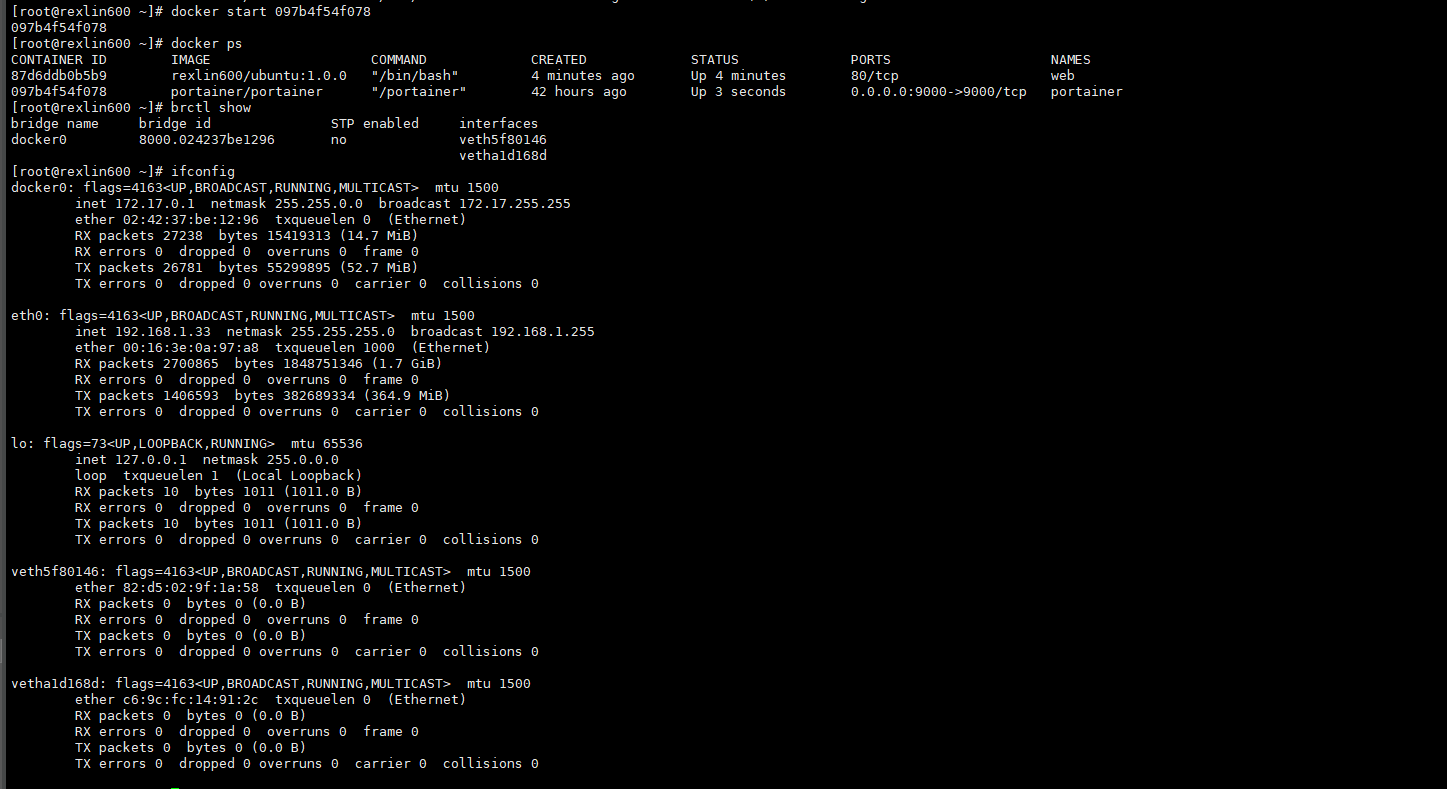 [root@rexlin600 ~]# docker start 097b4f54f078
097b4f54f078
[root@rexlin600 ~]# docker ps
CONTAINER ID        IMAGE                    COMMAND             CREATED             STATUS              PORTS                    NAMES
87d6ddb0b5b9        rexlin600/ubuntu:1.0.0   "/bin/bash"         4 minutes ago       Up 4 minutes        80/tcp                   web
097b4f54f078        portainer/portainer      "/portainer"        42 hours ago        Up 3 seconds        0.0.0.0:9000->9000/tcp   portainer
[root@rexlin600 ~]# brctl show
bridge name     bridge id               STP enabled     interfaces
docker0         8000.024237be1296       no              veth5f80146
                                                        vetha1d168d
[root@rexlin600 ~]# ifconfig
docker0: flags=4163<UP,BROADCAST,RUNNING,MULTICAST>  mtu 1500
        inet 172.17.0.1  netmask 255.255.0.0  broadcast 172.17.255.255
        ether 02:42:37:be:12:96  txqueuelen 0  (Ethernet)
        RX packets 27238  bytes 15419313 (14.7 MiB)
        RX errors 0  dropped 0  overruns 0  frame 0
        TX packets 26781  bytes 55299895 (52.7 MiB)
        TX errors 0  dropped 0 overruns 0  carrier 0  collisions 0

eth0: flags=4163<UP,BROADCAST,RUNNING,MULTICAST>  mtu 1500
        inet 192.168.1.33  netmask 255.255.255.0  broadcast 192.168.1.255
        ether 00:16:3e:0a:97:a8  txqueuelen 1000  (Ethernet)
        RX packets 2700865  bytes 1848751346 (1.7 GiB)
        RX errors 0  dropped 0  overruns 0  frame 0
        TX packets 1406593  bytes 382689334 (364.9 MiB)
        TX errors 0  dropped 0 overruns 0  carrier 0  collisions 0

lo: flags=73<UP,LOOPBACK,RUNNING>  mtu 65536
        inet 127.0.0.1  netmask 255.0.0.0
        loop  txqueuelen 1  (Local Loopback)
        RX packets 10  bytes 1011 (1011.0 B)
        RX errors 0  dropped 0  overruns 0  frame 0
        TX packets 10  bytes 1011 (1011.0 B)
        TX errors 0  dropped 0 overruns 0  carrier 0  collisions 0

veth5f80146: flags=4163<UP,BROADCAST,RUNNING,MULTICAST>  mtu 1500
        ether 82:d5:02:9f:1a:58  txqueuelen 0  (Ethernet)
        RX packets 0  bytes 0 (0.0 B)
        RX errors 0  dropped 0  overruns 0  frame 0
        TX packets 0  bytes 0 (0.0 B)
        TX errors 0  dropped 0 overruns 0  carrier 0  collisions 0

vetha1d168d: flags=4163<UP,BROADCAST,RUNNING,MULTICAST>  mtu 1500
        ether c6:9c:fc:14:91:2c  txqueuelen 0  (Ethernet)
        RX packets 0  bytes 0 (0.0 B)
        RX errors 0  dropped 0  overruns 0  frame 0
        TX packets 0  bytes 0 (0.0 B)
        TX errors 0  dropped 0 overruns 0  carrier 0  collisions 0